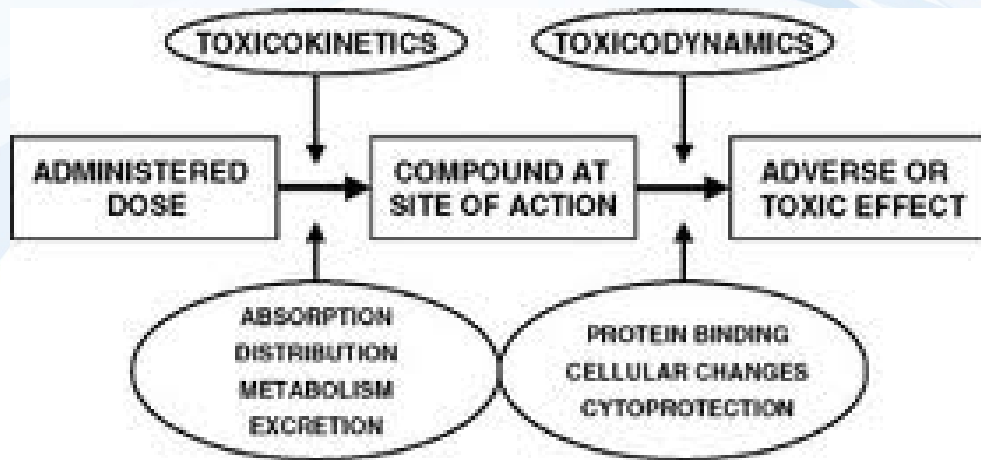 TOXICOKINETICS
TOXICODYNAMICS
ADMINISTERED
DOSE
COMPOUND AT
SITE OF ACTION
ADVERSE OR
TOXIC EFFECT
ABSORPTION
DISTRIBUTION
METABOLISM
EXCRETION
PROTEIN BINDING
CELLULAR CHANGES
CYTOPROTECTION